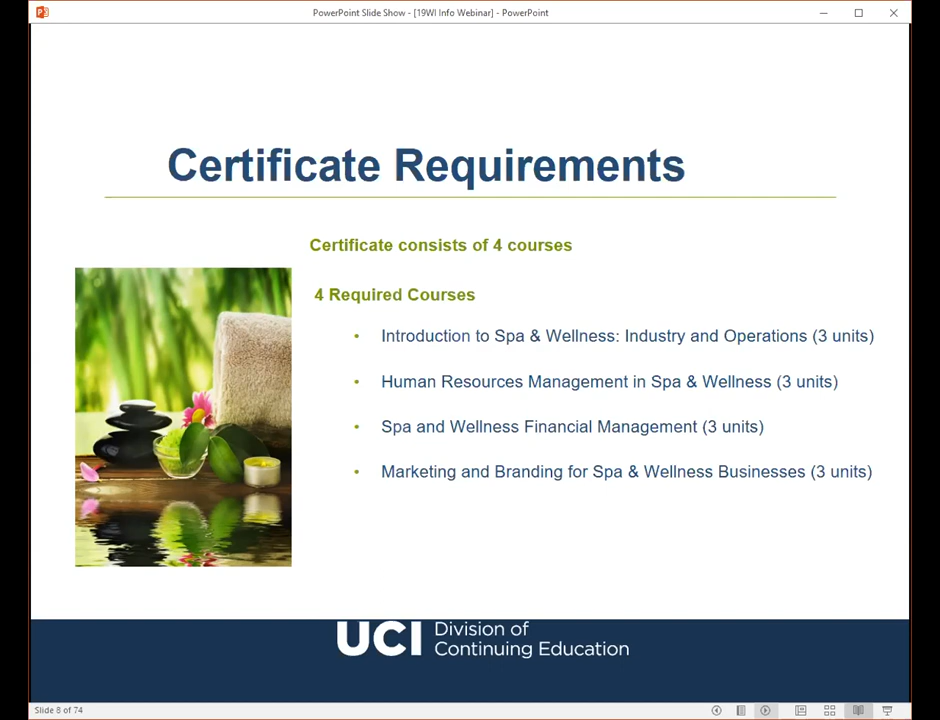 PowerPoint Slide Show - [19WI Info Webinar] - PowerPoint
Certificate Requirements
Certificate consists of 4 courses
4 Required Courses
• Introduction to Spa & Wellness: Industry and Operations (3 units)
• Human Resources Management in Spa & Wellness (3 units)
• Spa and Wellness Financial Management (3 units)
• Marketing and Branding for Spa & Wellness Businesses (3 units)
UCI Division of
Continuing Education
Slide 8 of 74